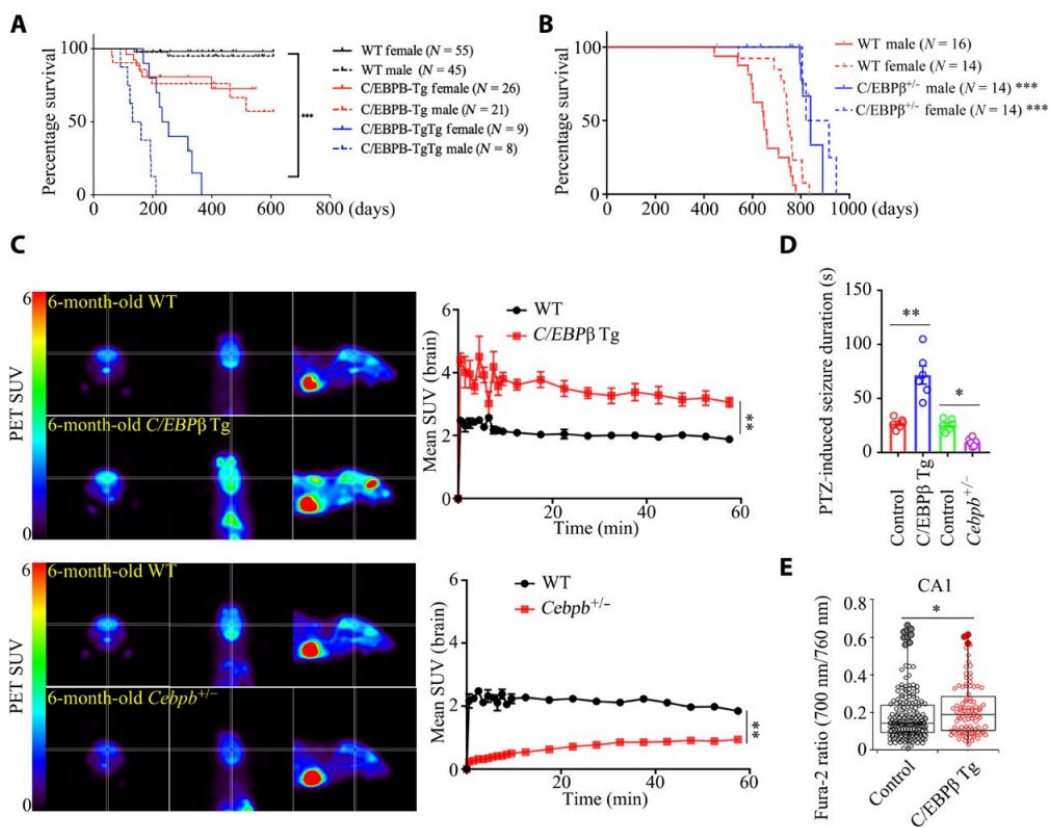 A
Percentage survival
100
50
0
0 200 400 600 800 (days)
***
WT female (N = 55)
WT male (N = 45)
C/EBPB-Tg female (N = 26)
C/EBPB-Tg male (N = 21)
C/EBPB-TgTg female (N = 9)
C/EBPB-TgTg male (N = 8)
B
Percentage survival
100
50
0
0 200 400 600 800 1000 (days)
WT male (N = 16)
WT female (N = 14)
C/EBPβ+/− male (N = 14) ***
C/EBPβ+/− female (N = 14) ***
C
6
PET SUV
0
6-month-old WT
6-month-old C/EBPβ Tg
Mean SUV (brain)
6
4
2
0
20 40 60
Time (min)
WT
C/EBPβ Tg
**
6
PET SUV
0
6-month-old WT
6-month-old Cebpb+/−
Mean SUV (brain)
6
4
2
0
20 40 60
Time (min)
WT
Cebpb+/−
**
D
PTZ-induced seizure duration (s)
150
100
50
0
**
*
Control
C/EBPβ Tg
Control
Cebpb+/−
E
CA1
Fura-2 ratio (700 nm/760 nm)
0.8
0.6
0.4
0.2
0
*
Control
C/EBPβ Tg